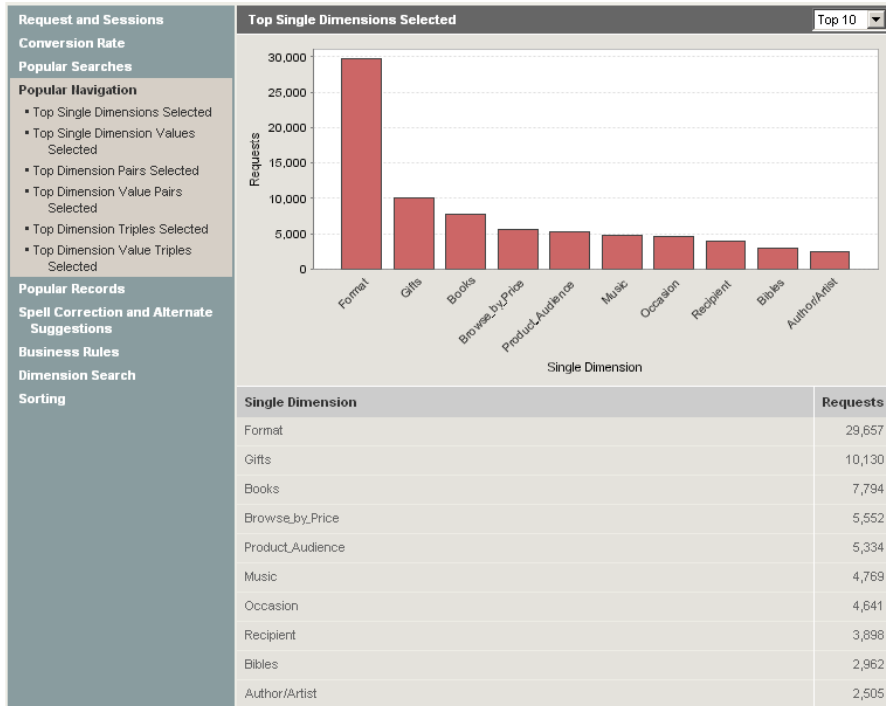 Request and Sessions
Conversion Rate
Popular Searches
Popular Navigation
▪ Top Single Dimensions Selected
▪ Top Single Dimension Values
Selected
▪ Top Dimension Pairs Selected
▪ Top Dimension Value Pairs
Selected
▪ Top Dimension Triples Selected
▪ Top Dimension Value Triples
Selected
Popular Records
Spell Correction and Alternate
Suggestions
Business Rules
Dimension Search
Sorting
Top Single Dimensions Selected
Top 10
Requests
30,000
25,000
20,000
15,000
10,000
5,000
0
Format
Gifts
Books
Browse_by_Price
Product_Audience
Music
Occasion
Recipient
Bibles
Author/Artist
Single Dimension
Single Dimension Requests
Format 29,657
Gifts 10,130
Books 7,794
Browse_by_Price 5,552
Product_Audience 5,334
Music 4,769
Occasion 4,641
Recipient 3,898
Bibles 2,962
Author/Artist 2,505